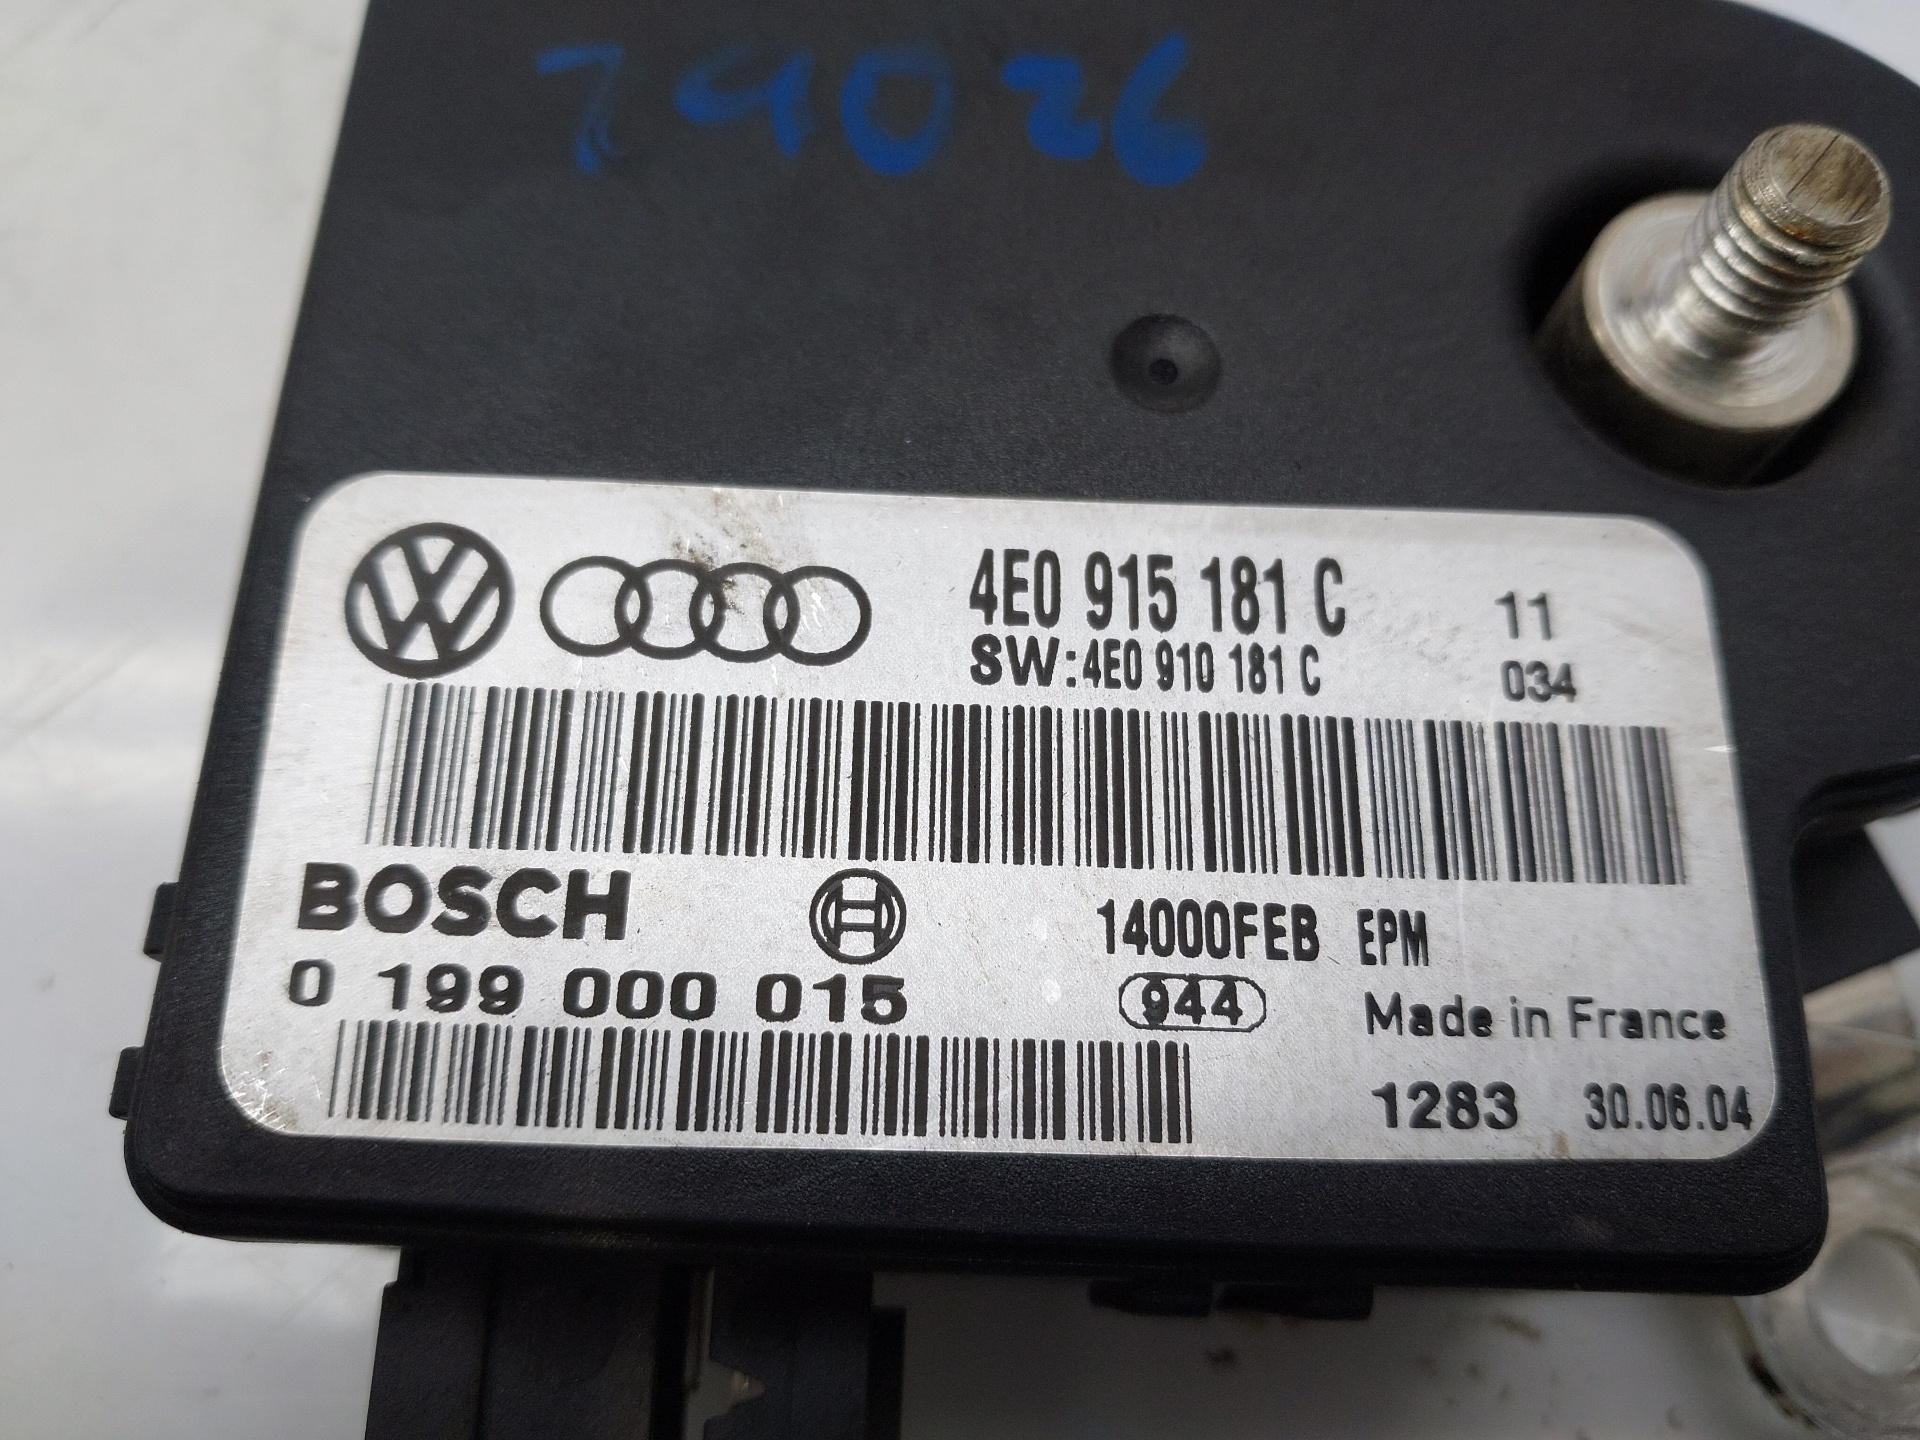 79026
4E0 915 181 C 11
SW:4E0 910 181 C 034
BOSCH 14000FEB EPM
0 199 000 015 944 Made in France
1283 30.06.04